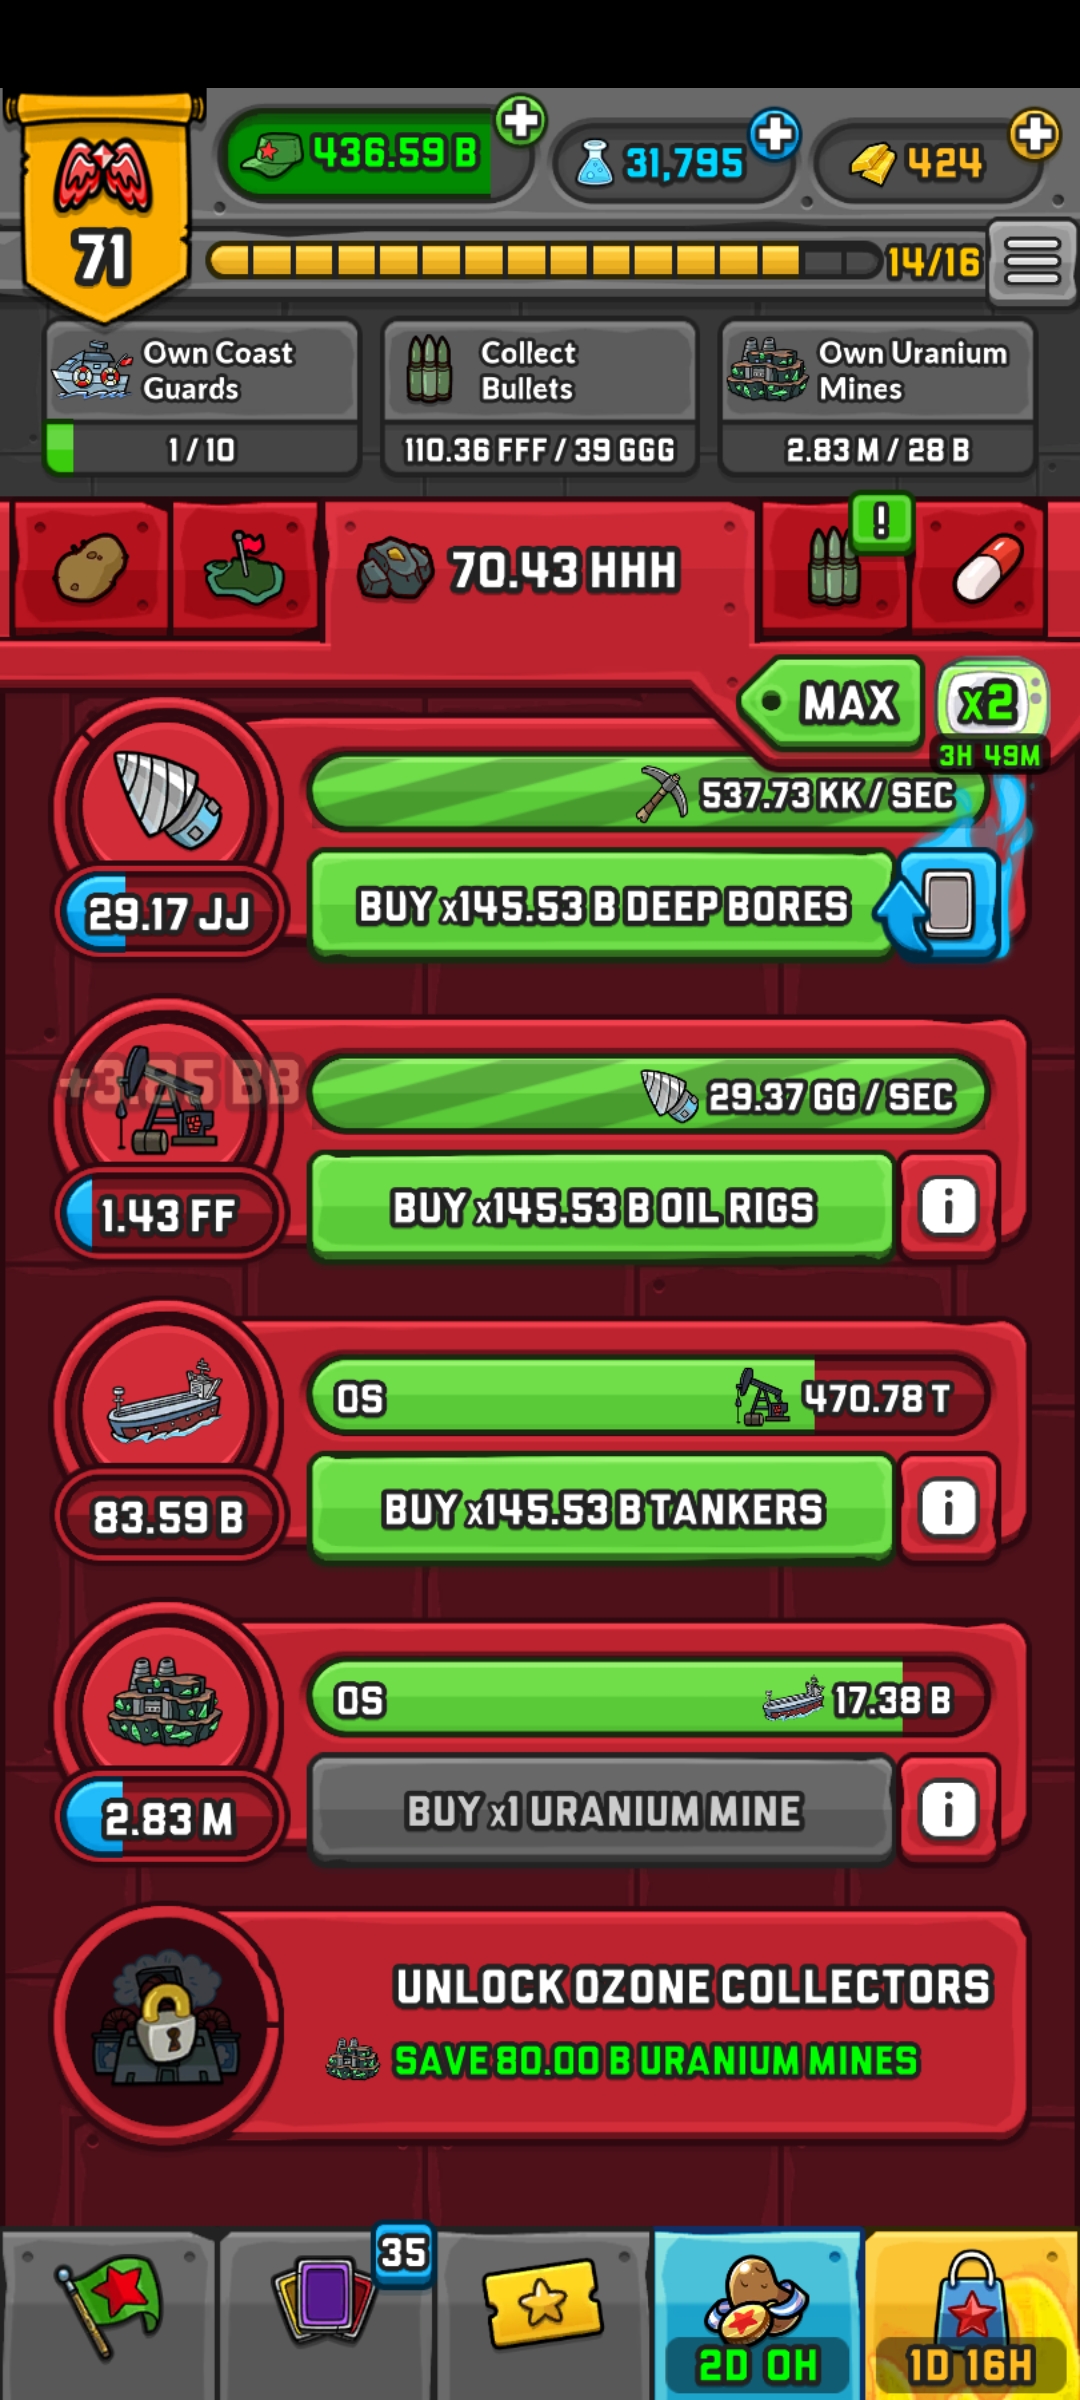 436.59 B
31,795
424
71
14/16
Own Coast
Guards
1 / 10
Collect
Bullets
110.36 FFF / 39 GGG
Own Uranium
Mines
2.83 M / 28 B
70.43 HHH
!
MAX
x2
3H 49M
537.73 KK / SEC
29.17 JJ
BUY x145.53 B DEEP BORES
+3.85 BB
29.37 GG / SEC
1.43 FF
BUY x145.53 B OIL RIGS
i
0S
470.78 T
83.59 B
BUY x145.53 B TANKERS
i
0S
17.38 B
2.83 M
BUY x1 URANIUM MINE
i
UNLOCK OZONE COLLECTORS
SAVE 80.00 B URANIUM MINES
35
2D 0H
1D 16H